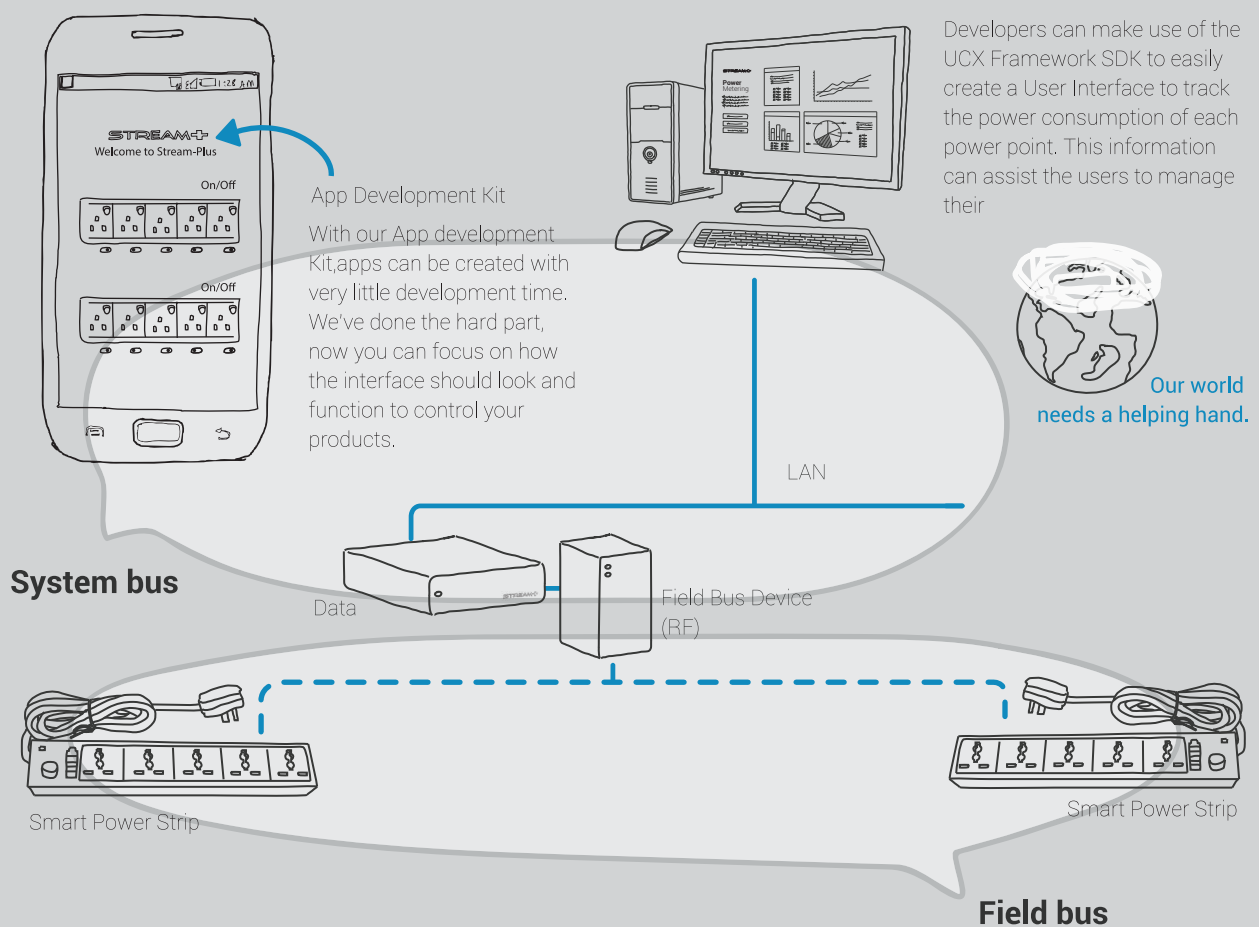 1:28 AM
STREAM+
Welcome to Stream-Plus
On/Off
On/Off
App Development Kit
With our App development
Kit,apps can be created with
very little development time.
We've done the hard part,
now you can focus on how
the interface should look and
function to control your
products.
STREAM+
Power
Metering
Developers can make use of the
UCX Framework SDK to easily
create a User Interface to track
the power consumption of each
power point. This information
can assist the users to manage
their
Our world
needs a helping hand.
LAN
System bus
Data
STREAM+
Field Bus Device
(RF)
Smart Power Strip
Smart Power Strip
Field bus